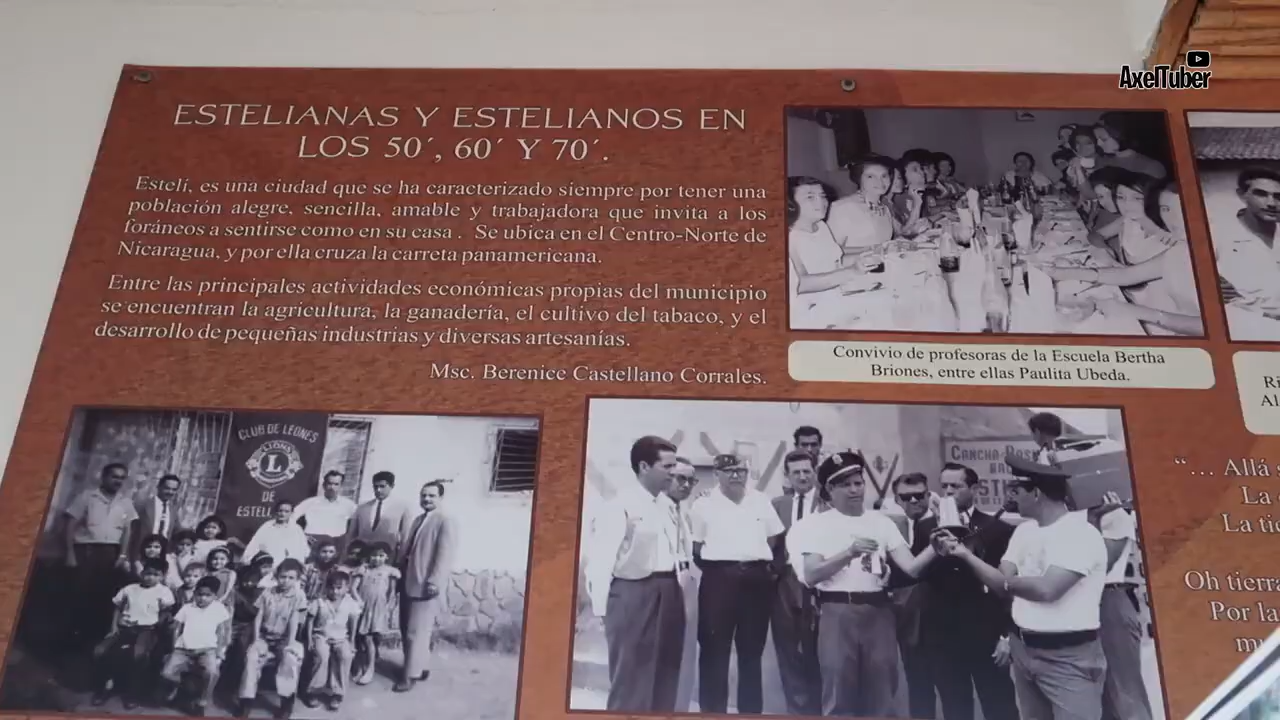 AxelTuber
ESTELIANAS Y ESTELIANOS EN
LOS 50´, 60´ Y 70´.
Estelí, es una ciudad que se ha caracterizado siempre por tener una
población alegre, sencilla, amable y trabajadora que invita a los
foráneos a sentirse como en su casa . Se ubica en el Centro-Norte de
Nicaragua, y por ella cruza la carreta panamericana.
Entre las principales actividades económicas propias del municipio
se encuentran la agricultura, la ganadería, el cultivo del tabaco, y el
desarrollo de pequeñas industrias y diversas artesanías.
Msc. Berenice Castellano Corrales.
Convivio de profesoras de la Escuela Bertha
Briones, entre ellas Paulita Ubeda.
CLUB DE LEONES
LIONS
L
DE
ESTELI
CANCHA
“... Allá
La
La
Oh tierra
Por la